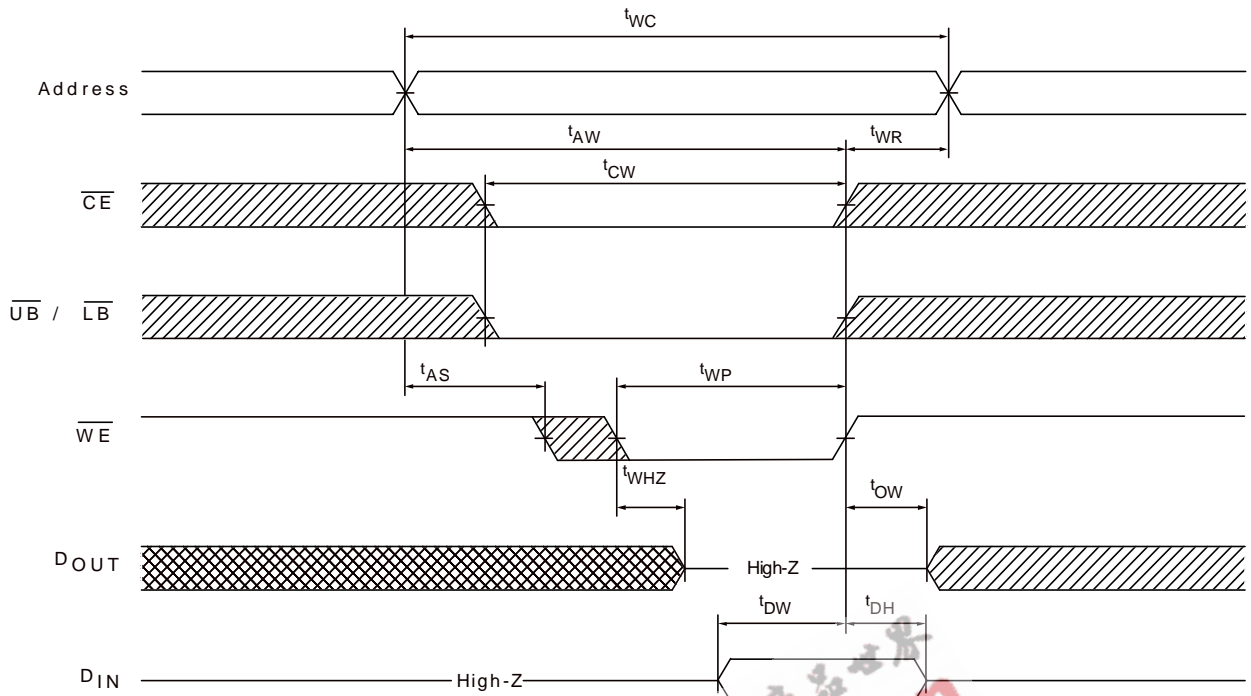 tWC
Address
tAW
tWR
tCW
CE
UB / LB
tAS
tWP
WE
tWHZ
tOW
DOUT
High-Z
tDW
tDH
DIN
High-Z